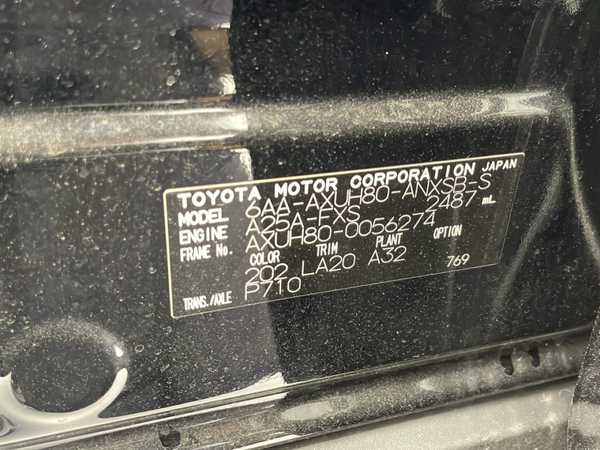 TOYOTA MOTOR CORPORATION JAPAN
MODEL 6AA-AXUH80-ANXSB-S
ENGINE A25A-FXS 2487 mL
FRAME No. AXUH80-0056274
COLOR TRIM PLANT OPTION
202 LA20 A32 769
TRANS./AXLE P710